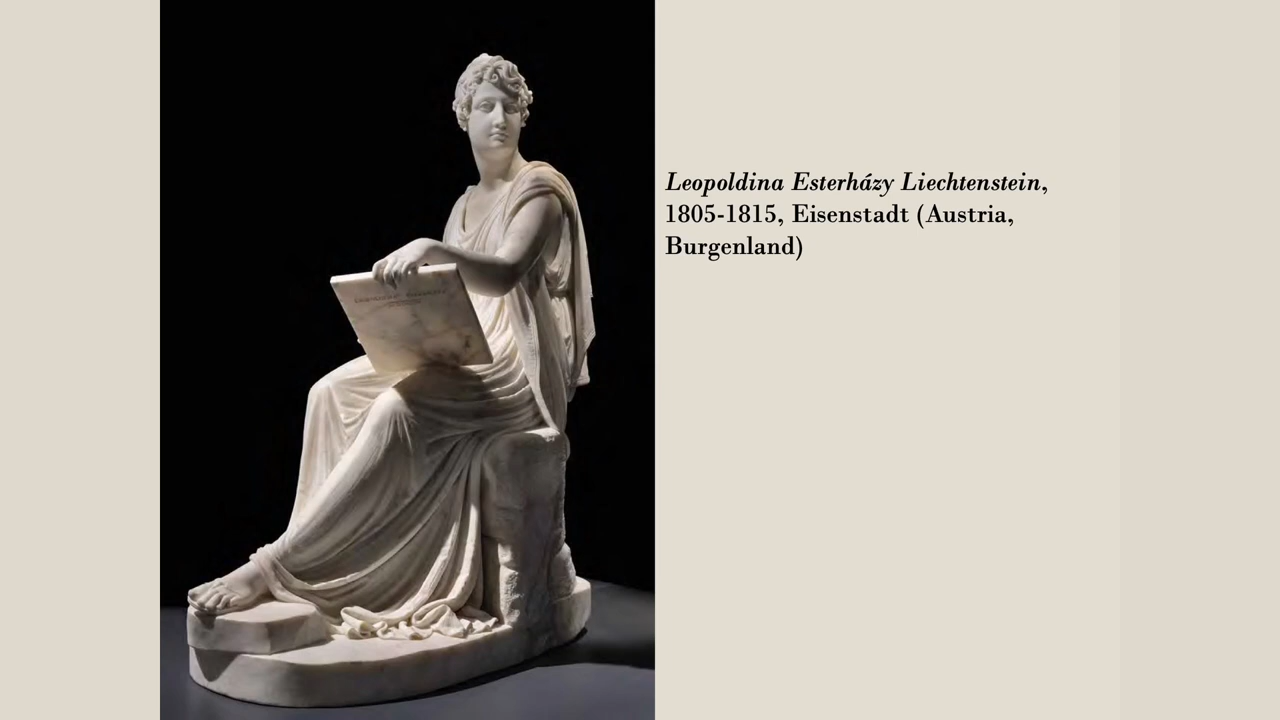 Leopoldina Esterházy Liechtenstein,
1805-1815, Eisenstadt (Austria,
Burgenland)